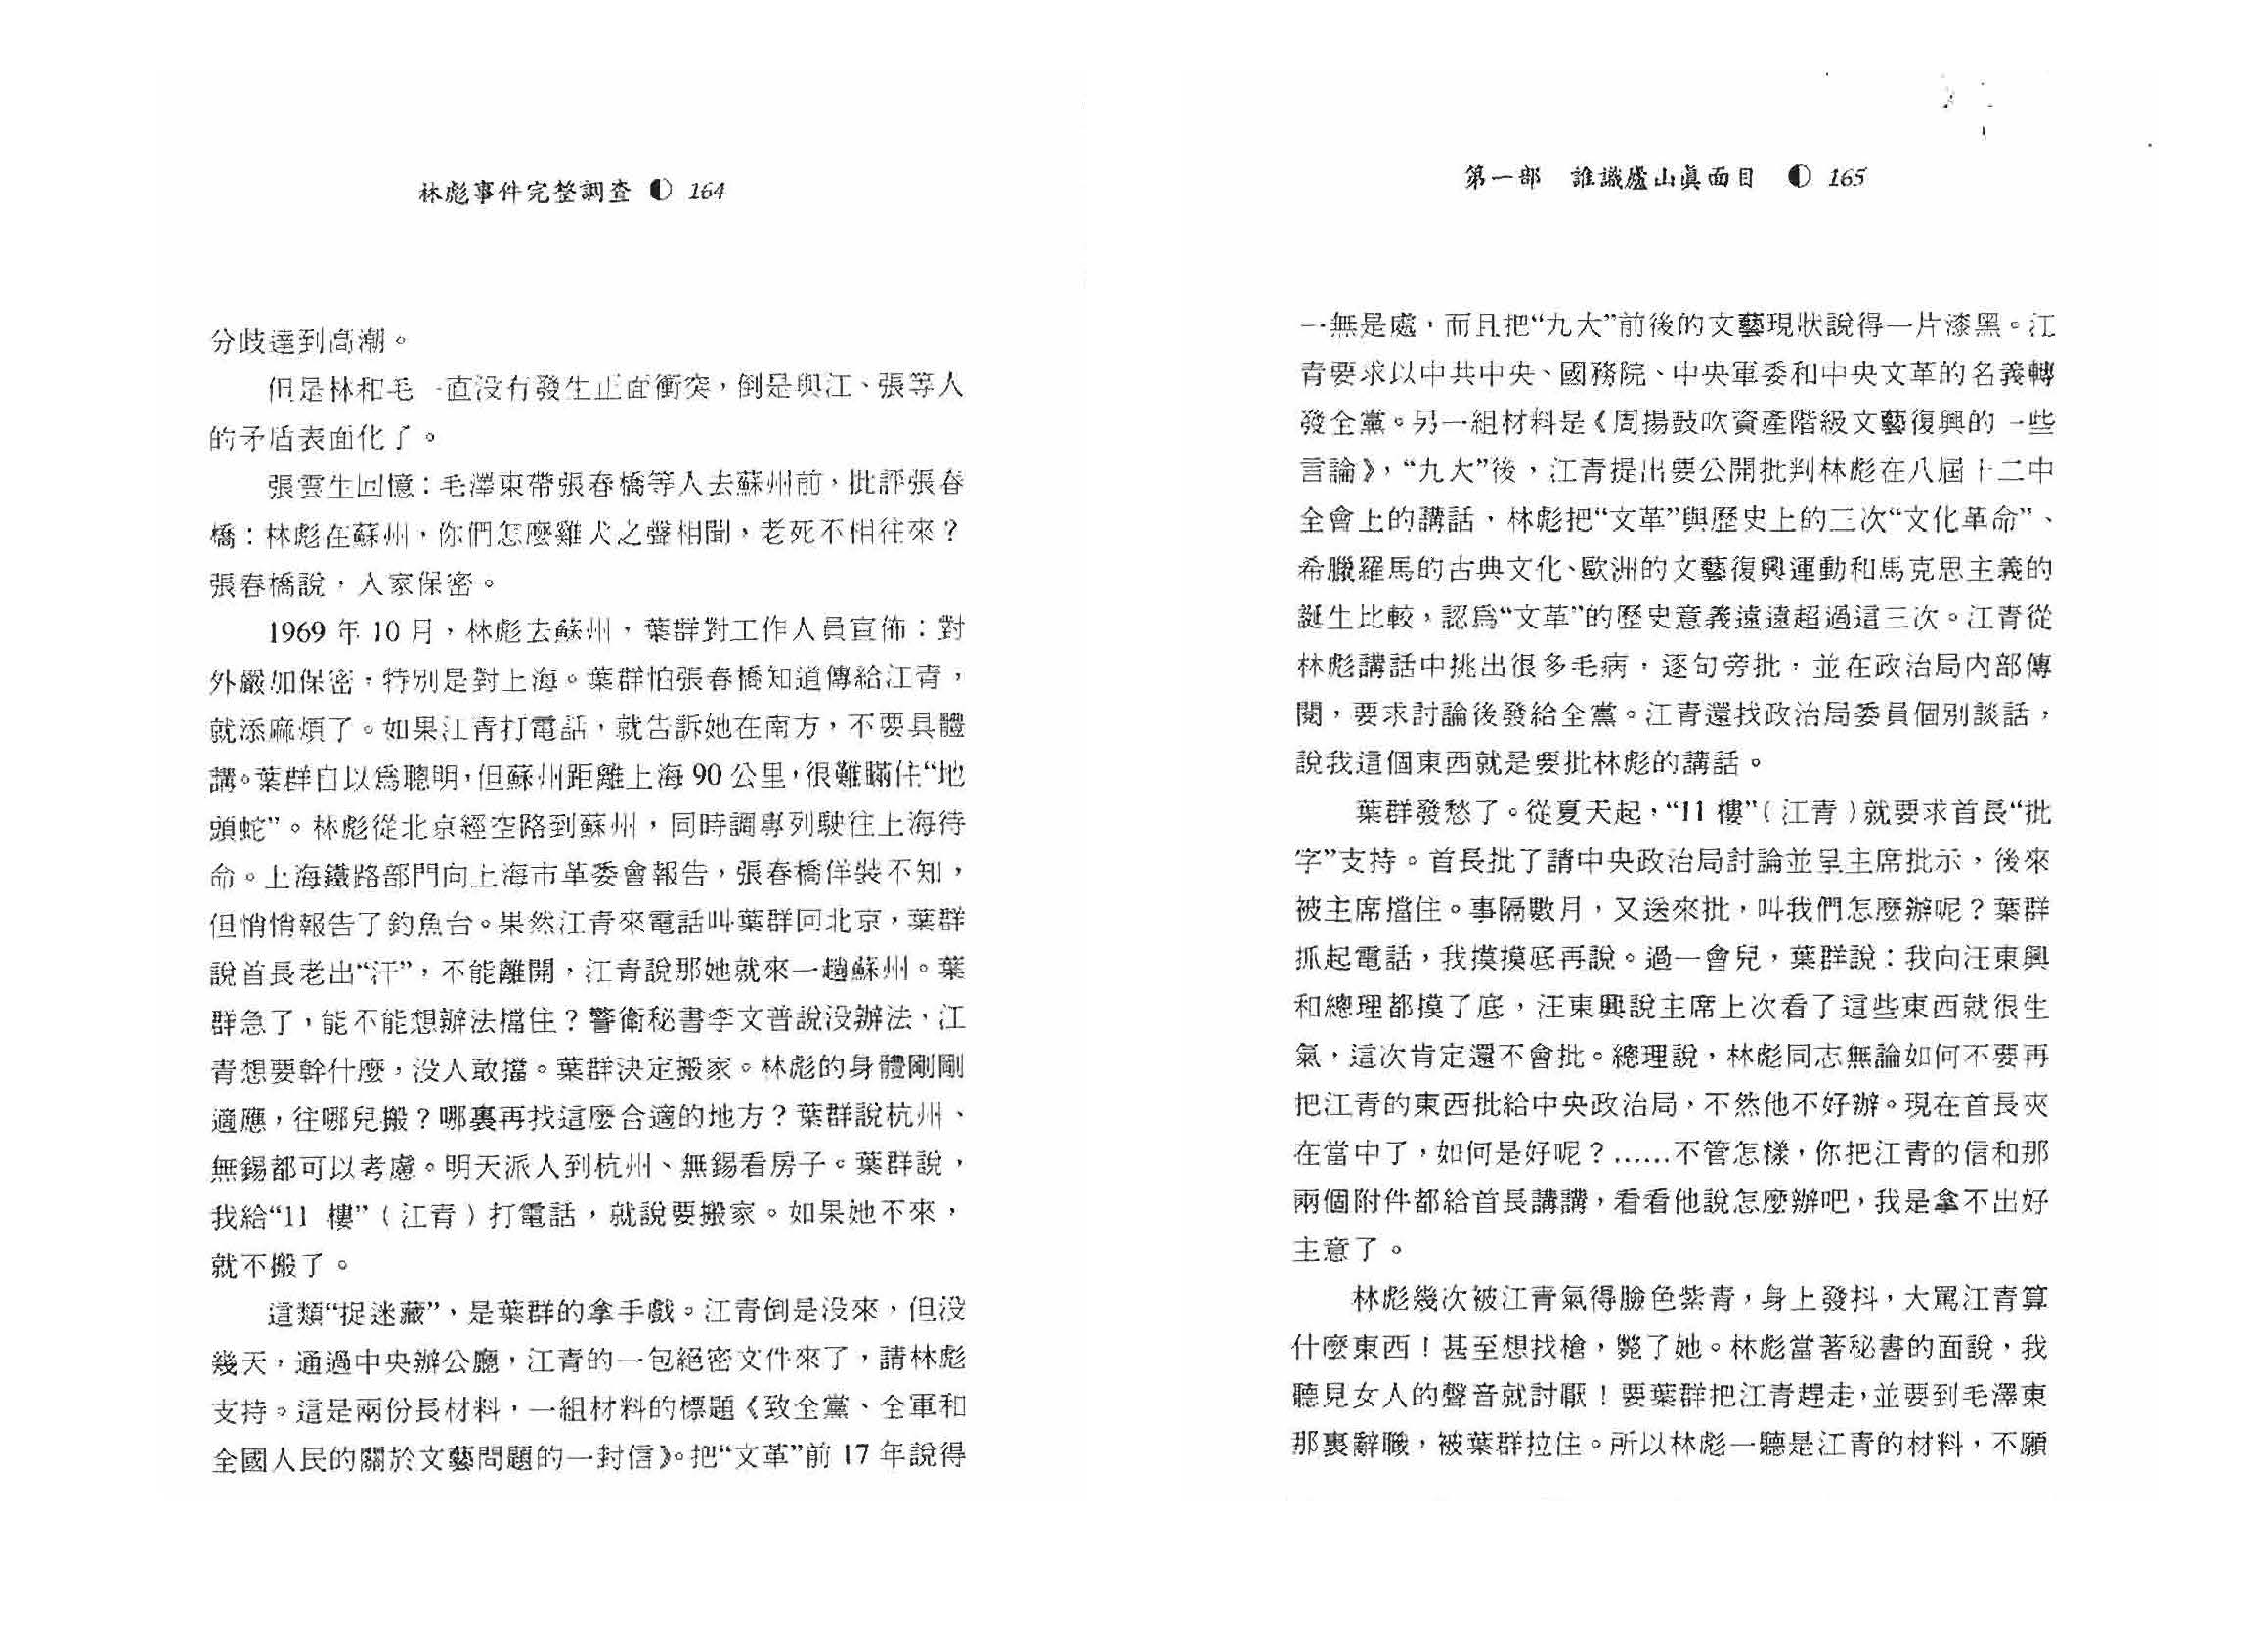 林彪事件完整調查 ◐ 164
分歧達到高潮。
但是林和毛一直没有發生正面衝突，倒是與江、張等人
的矛盾表面化了。
張雲生回憶：毛澤東帶張春橋等人去蘇州前，批評張春
橋：林彪在蘇州，你們怎麼雞犬之聲相聞，老死不相往來？
張春橋說，人家保密。
1969 年 10 月，林彪去蘇州，葉群對工作人員宣佈：對
外嚴加保密，特別是對上海。葉群怕張春橋知道傳給江青，
就添麻煩了。如果江青打電話，就告訴她在南方，不要具體
講。葉群自以爲聰明，但蘇州距離上海 90 公里，很難瞞住“地
頭蛇”。林彪從北京經空路到蘇州，同時調專列駛往上海待
命。上海鐵路部門向上海市革委會報告，張春橋佯裝不知，
但悄悄報告了釣魚台。果然江青來電話叫葉群回北京，葉群
說首長老出“汗”，不能離開，江青說那她就來一趟蘇州。葉
群急了，能不能想辦法擋住？警衛秘書李文普說没辦法，江
青想要幹什麼，没人敢擋。葉群決定搬家。林彪的身體剛剛
適應，往哪兒搬？哪裏再找這麼合適的地方？葉群說杭州、
無錫都可以考慮。明天派人到杭州、無錫看房子。葉群說，
我給“11 樓”（江青）打電話，就說要搬家。如果她不來，
就不搬了。
這類“捉迷藏”，是葉群的拿手戲。江青倒是没來，但没
幾天，通過中央辦公廳，江青的一包絕密文件來了，請林彪
支持。這是兩份長材料，一組材料的標題《致全黨、全軍和
全國人民的關於文藝問題的一封信》。把“文革”前 17 年說得
第一部 誰識廬山眞面目 ◐ 165
一無是處，而且把“九大”前後的文藝現狀說得一片漆黑。江
青要求以中共中央、國務院、中央軍委和中央文革的名義轉
發全黨。另一組材料是《周揚鼓吹資產階級文藝復興的一些
言論》，“九大”後，江青提出要公開批判林彪在八屆十二中
全會上的講話，林彪把“文革”與歷史上的三次“文化革命”、
希臘羅馬的古典文化、歐洲的文藝復興運動和馬克思主義的
誕生比較，認爲“文革”的歷史意義遠遠超過這三次。江青從
林彪講話中挑出很多毛病，逐句旁批，並在政治局內部傳
閱，要求討論後發給全黨。江青還找政治局委員個別談話，
說我這個東西就是要批林彪的講話。
葉群發愁了。從夏天起，“11 樓”（江青）就要求首長“批
字”支持。首長批了請中央政治局討論並呈主席批示，後來
被主席擋住。事隔數月，又送來批，叫我們怎麼辦呢？葉群
抓起電話，我摸摸底再說。過一會兒，葉群說：我向汪東興
和總理都摸了底，汪東興說主席上次看了這些東西就很生
氣，這次肯定還不會批。總理說，林彪同志無論如何不要再
把江青的東西批給中央政治局，不然他不好辦。現在首長夾
在當中了，如何是好呢？……不管怎樣，你把江青的信和那
兩個附件都給首長講講，看看他說怎麼辦吧，我是拿不出好
主意了。
林彪幾次被江青氣得臉色紫青，身上發抖，大罵江青算
什麼東西！甚至想找槍，斃了她。林彪當著秘書的面說，我
聽見女人的聲音就討厭！要葉群把江青趕走，並要到毛澤東
那裏辭職，被葉群拉住。所以林彪一聽是江青的材料，不願